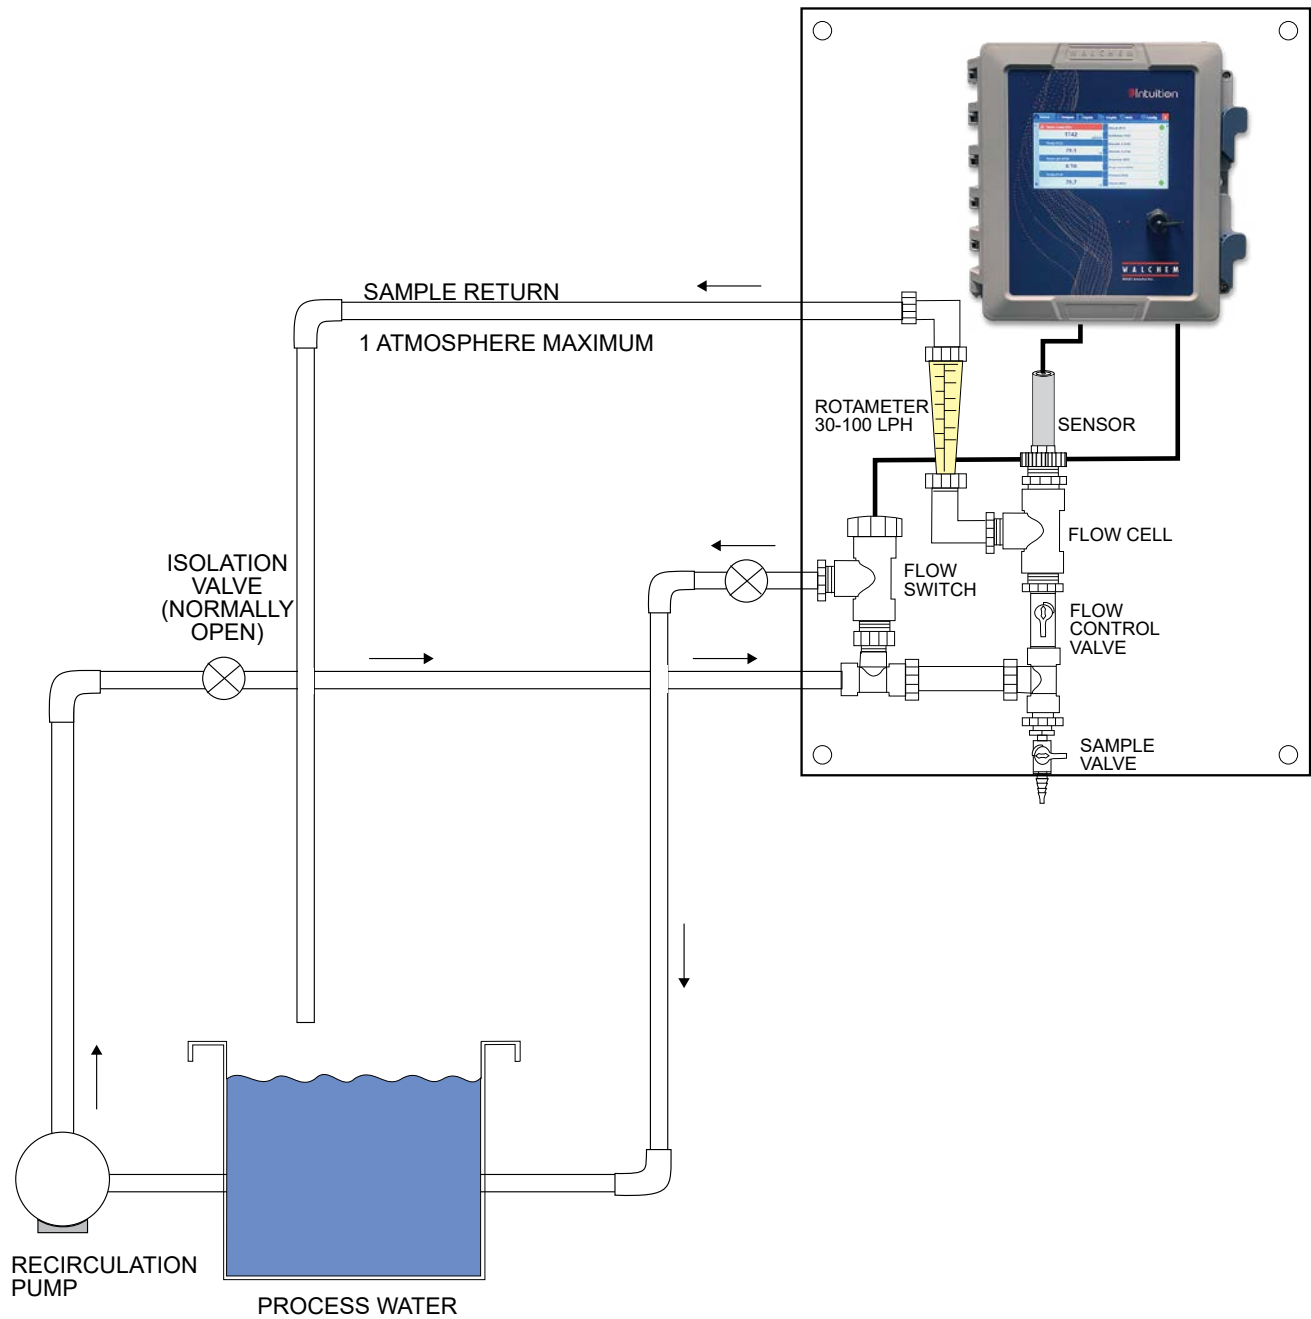 WALCHEM
Intuition
WALCHEM
SAMPLE RETURN
1 ATMOSPHERE MAXIMUM
ROTAMETER
30-100 LPH
SENSOR
FLOW CELL
FLOW
SWITCH
ISOLATION
VALVE
(NORMALLY
OPEN)
FLOW
CONTROL
VALVE
SAMPLE
VALVE
RECIRCULATION
PUMP
PROCESS WATER